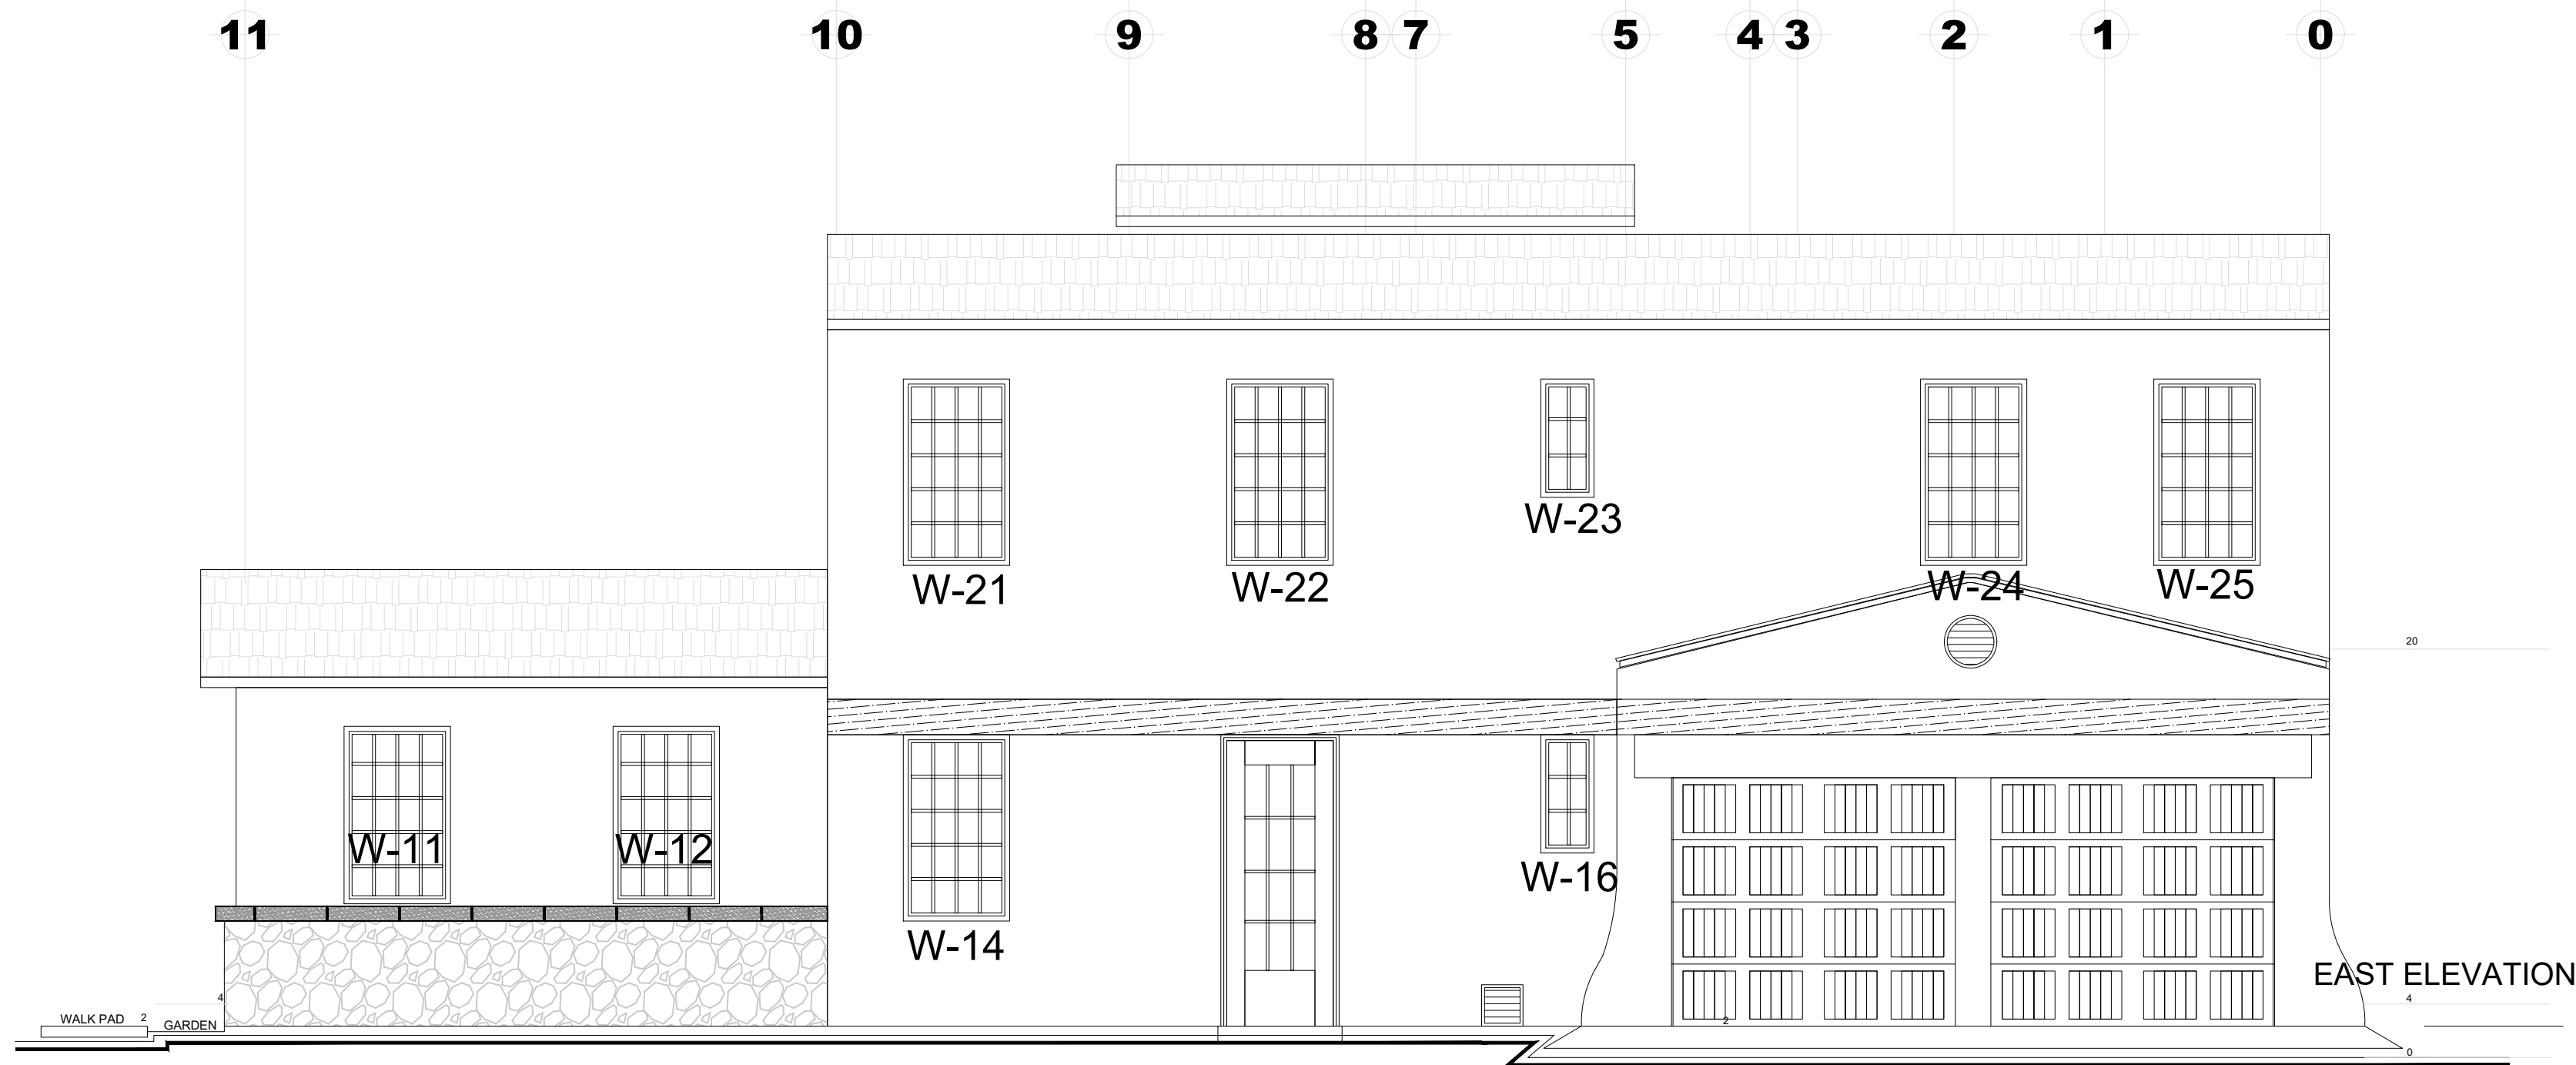 11 10 9 8 7 5 4 3 2 1 0
W-23
W-21 W-22 W-24 W-25
20
W-11 W-12
W-16
W-14
EAST ELEVATION
4 4
WALK PAD 2 GARDEN 2
0